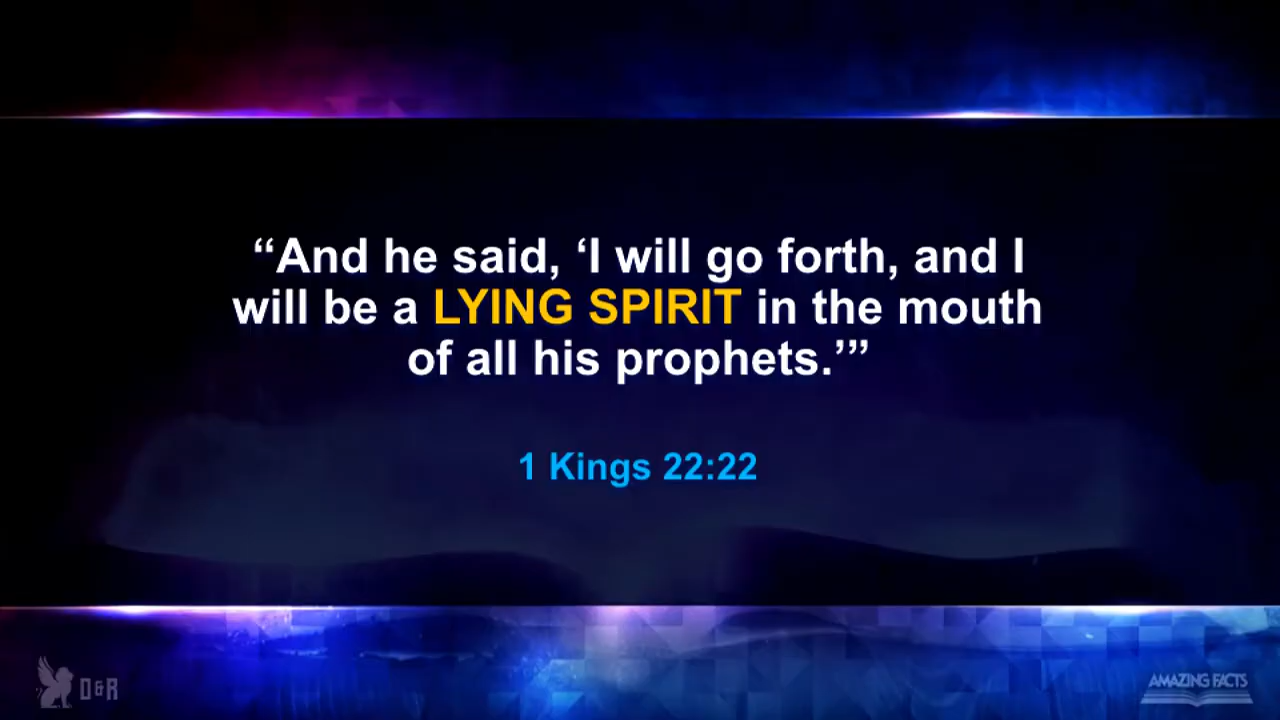 “And he said, ‘I will go forth, and I
will be a LYING SPIRIT in the mouth
of all his prophets.’”
1 Kings 22:22
D&R
AMAZING FACTS